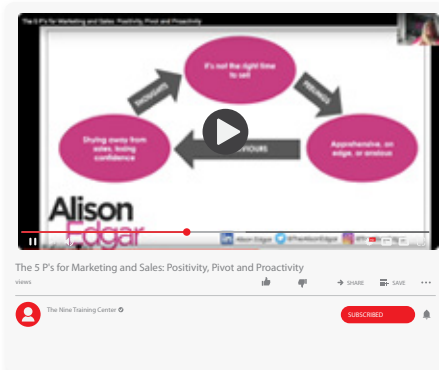 The 5 P's for Marketing and Sales: Positivity, Pivot and Proactivity
It's not the right time
to sell
THOUGHTS
FEELINGS
Shying away from
sales, losing
confidence
Apprehensive, on
edge, or anxious
Alison
Edgar
Alison Edgar
@TheAlisonEdgar
The 5 P's for Marketing and Sales: Positivity, Pivot and Proactivity
views
SHARE
SAVE
The Nine Training Center
SUBSCRIBED